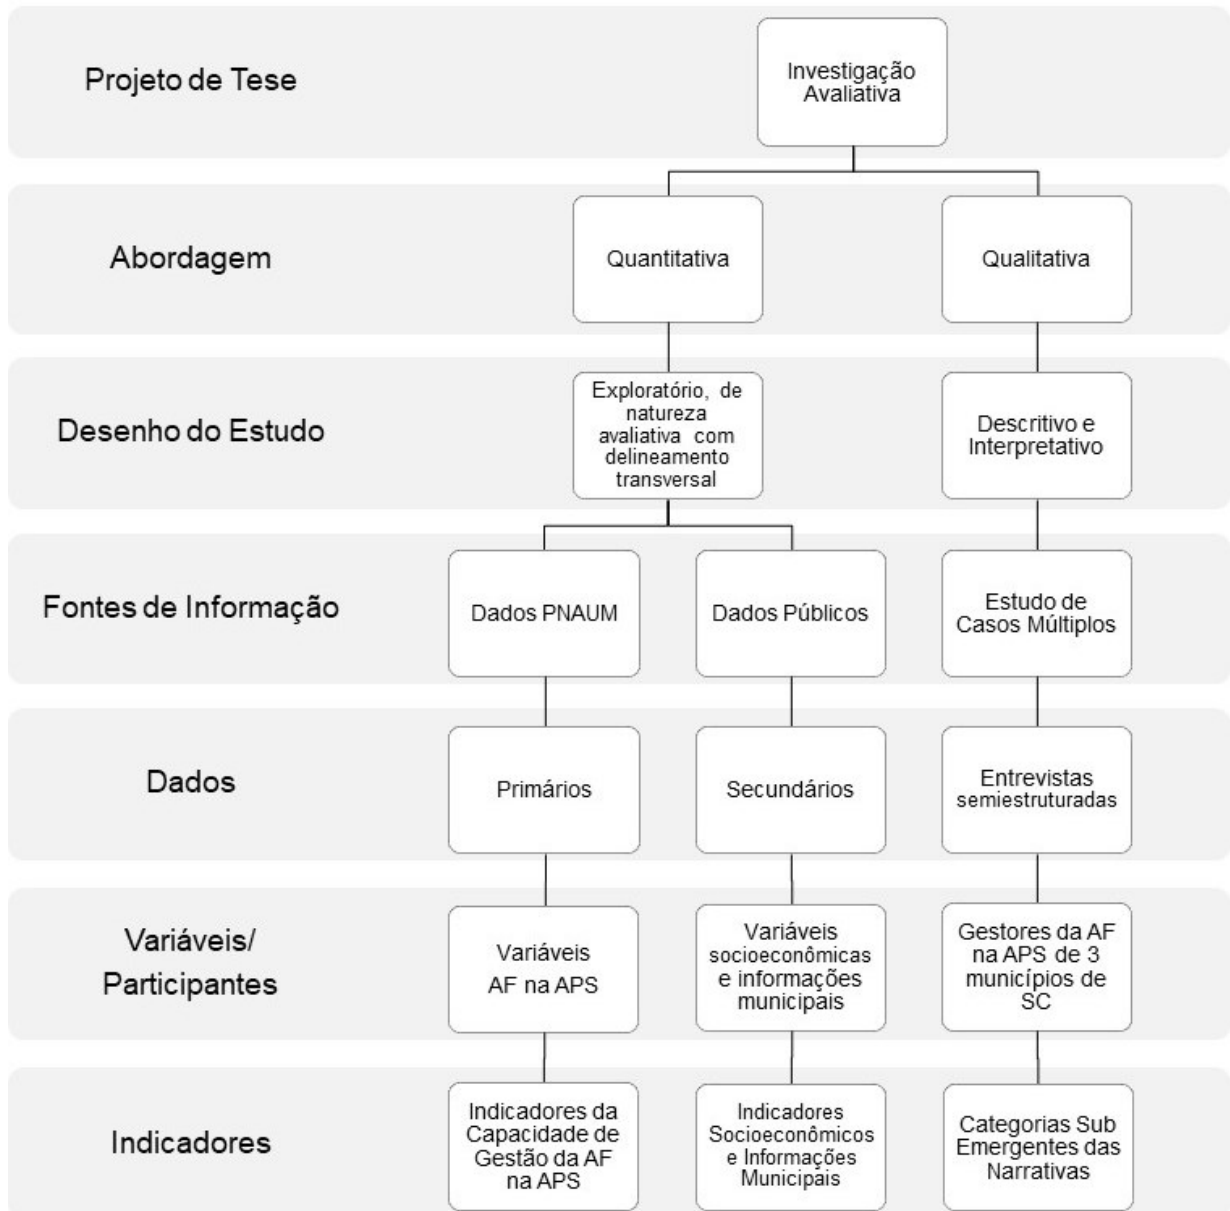 Projeto de Tese
Investigação
Avaliativa
Abordagem
Quantitativa
Qualitativa
Desenho do Estudo
Exploratório, de
natureza
avaliativa com
delineamento
transversal
Descritivo e
Interpretativo
Fontes de Informação
Dados PNAUM
Dados Públicos
Estudo de
Casos Múltiplos
Dados
Primários
Secundários
Entrevistas
semiestruturadas
Variáveis/
Participantes
Variáveis
AF na APS
Variáveis
socioeconômicas
e informações
municipais
Gestores da AF
na APS de 3
municípios de
SC
Indicadores
Indicadores da
Capacidade de
Gestão da AF
na APS
Indicadores
Socioeconômicos
e Informações
Municipais
Categorias Sub
Emergentes das
Narrativas